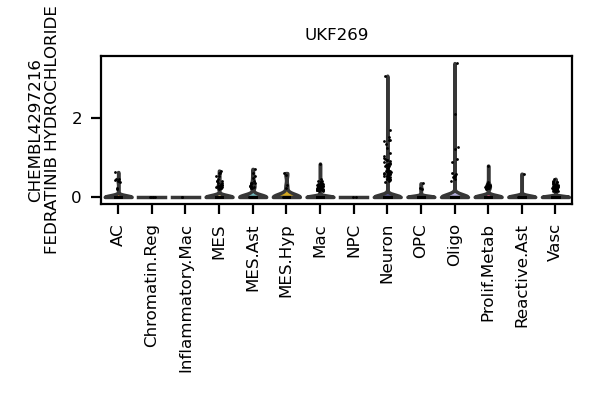 UKF269
CHEMBL4297216
FEDRATINIB HYDROCHLORIDE
2
0
AC
Chromatin.Reg
Inflammatory.Mac
MES
MES.Ast
MES.Hyp
Mac
NPC
Neuron
OPC
Oligo
Prolif.Metab
Reactive.Ast
Vasc